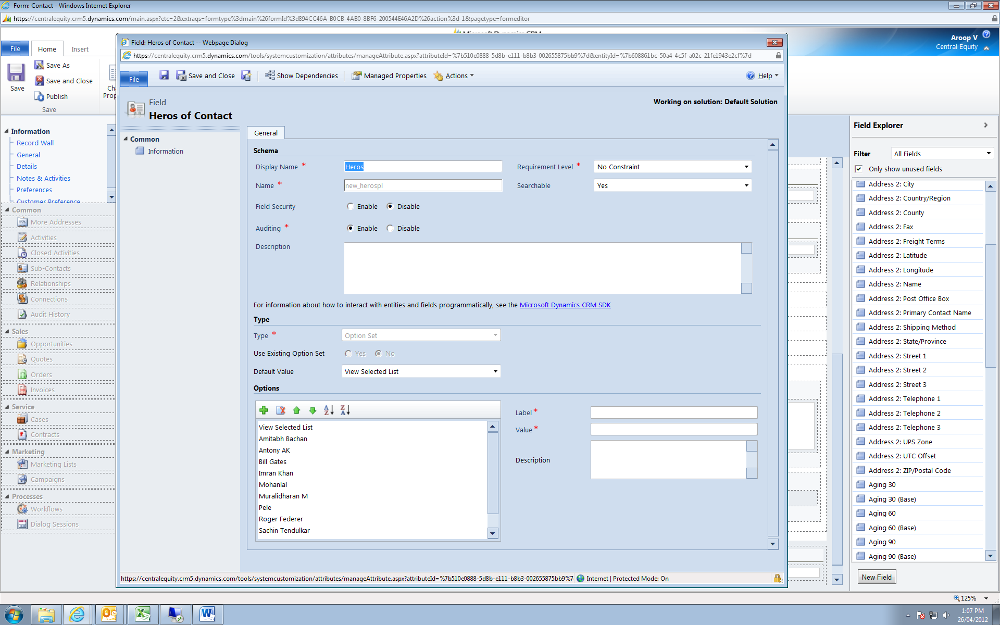 Form: Contact - Windows Internet Explorer
https://centralequity.crm5.dynamics.com/main.aspx?etc=2&extraqs=formtype%3dmain%26formId%3d894CC46A-B0CB-4AB0-8BF6-200544E46A2D%26action%3d-1&pagetype=formeditor
File
Home
Insert
Save
Save As
Save and Close
Publish
Save
Aroop V
Central Equity
Information
Record Wall
General
Details
Notes & Activities
Preferences
Customer Preference
Common
More Addresses
Activities
Closed Activities
Sub-Contacts
Relationships
Connections
Audit History
Sales
Opportunities
Quotes
Orders
Invoices
Service
Cases
Contracts
Marketing
Marketing Lists
Campaigns
Processes
Workflows
Dialog Sessions
Field: Heros of Contact -- Webpage Dialog
https://centralequity.crm5.dynamics.com/tools/systemcustomization/attributes/manageAttribute.aspx?attributeId=%7b510e0888-5d8b-e111-b8b3-002655875bb9%7d&entityId=%7b608861bc-50a4-4c5f-a02c-21fe1943e2cf%7d
File
Save and Close
Show Dependencies
Managed Properties
Actions
Help
Field
Heros of Contact
Working on solution: Default Solution
Common
Information
General
Schema
Display Name *
Heros
Requirement Level *
No Constraint
Name *
new_herospl
Searchable
Yes
Field Security
Enable
Disable
Auditing *
Enable
Disable
Description
For information about how to interact with entities and fields programmatically, see the Microsoft Dynamics CRM SDK
Type
Type *
Option Set
Use Existing Option Set
Yes
No
Default Value
View Selected List
Options
View Selected List
Amitabh Bachan
Antony AK
Bill Gates
Imran Khan
Mohanlal
Muralidharan M
Pele
Roger Federer
Sachin Tendulkar
Label *
Value *
Description
https://centralequity.crm5.dynamics.com/tools/systemcustomization/attributes/manageAttribute.aspx?attributeId=%7b510e0888-5d8b-e111-b8b3-002655875bb9%7
Internet | Protected Mode: On
Field Explorer
Filter
All Fields
Only show unused fields
Address 2: City
Address 2: Country/Region
Address 2: County
Address 2: Fax
Address 2: Freight Terms
Address 2: Latitude
Address 2: Longitude
Address 2: Name
Address 2: Post Office Box
Address 2: Primary Contact Name
Address 2: Shipping Method
Address 2: State/Province
Address 2: Street 1
Address 2: Street 2
Address 2: Street 3
Address 2: Telephone 1
Address 2: Telephone 2
Address 2: Telephone 3
Address 2: UPS Zone
Address 2: UTC Offset
Address 2: ZIP/Postal Code
Aging 30
Aging 30 (Base)
Aging 60
Aging 60 (Base)
Aging 90
Aging 90 (Base)
New Field
125%
1:07 PM
26/04/2012